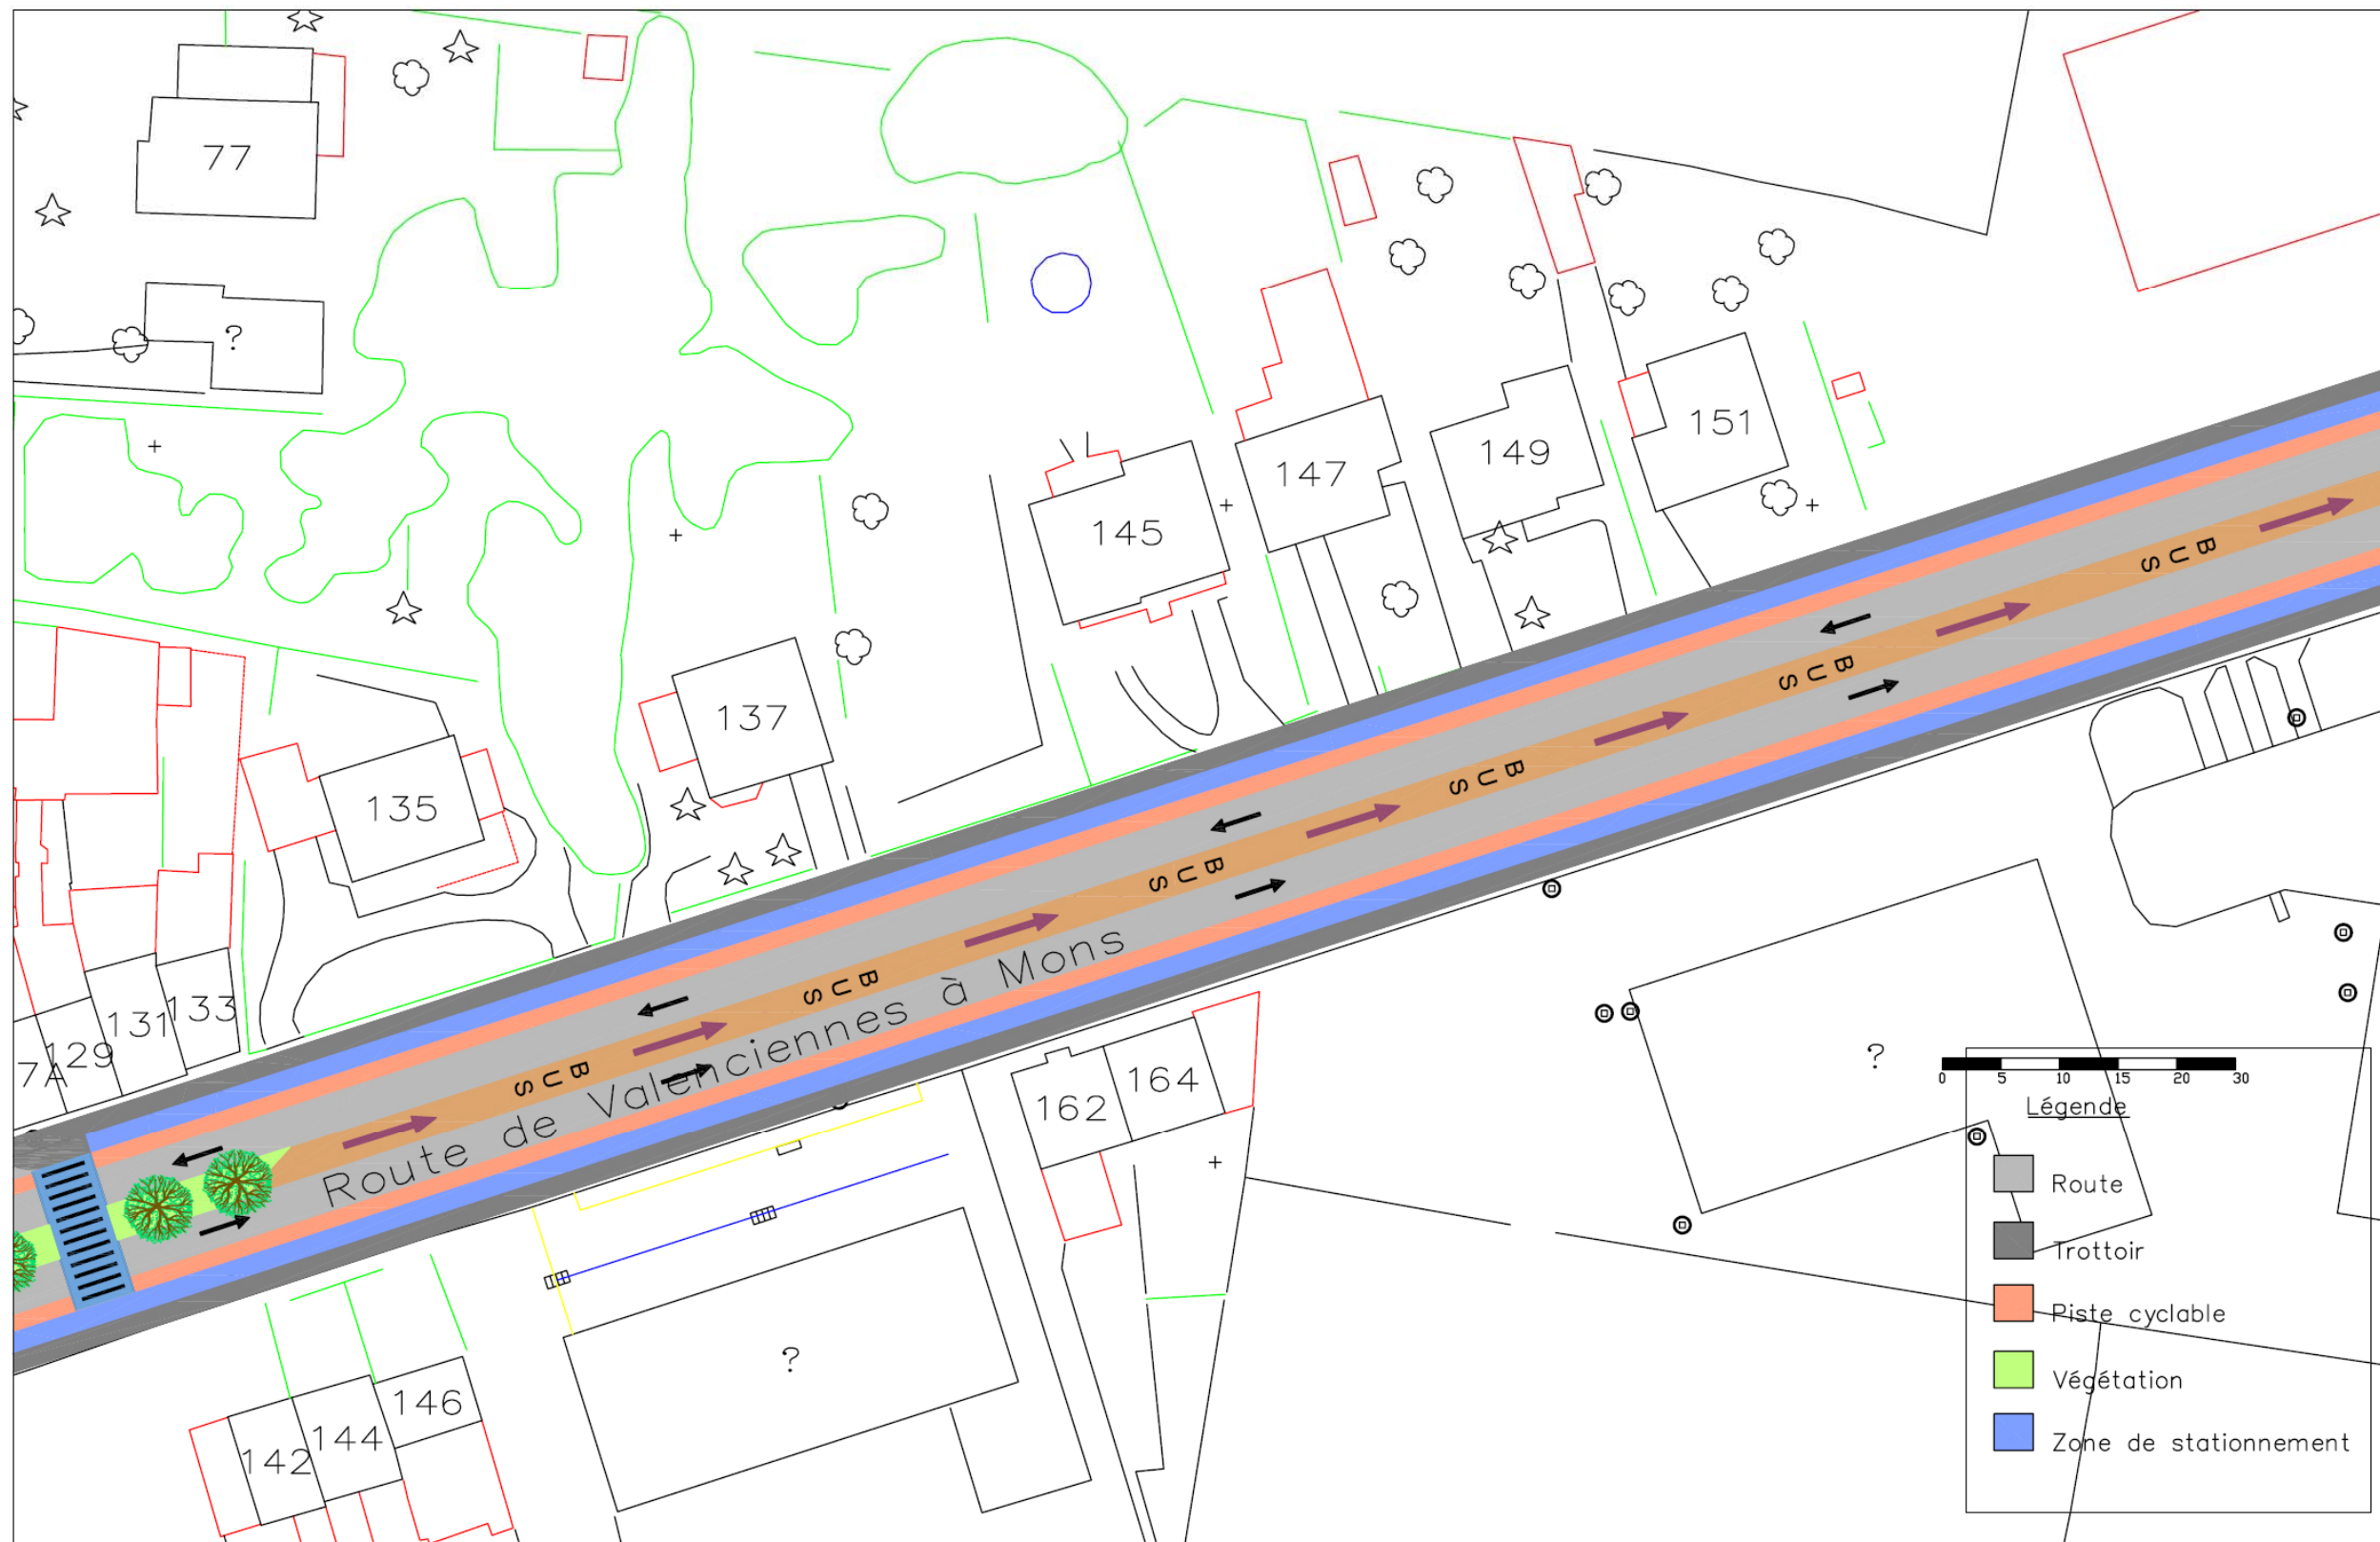 77
?
151
149
147
145
137
135
133
131
129
7A
BUS
BUS
BUS
BUS
BUS
BUS
Route de Valenciennes à Mons
162
164
?
?
146
144
142
0 5 10 15 20 30
Légende
Route
Trottoir
Piste cyclable
Végétation
Zone de stationnement